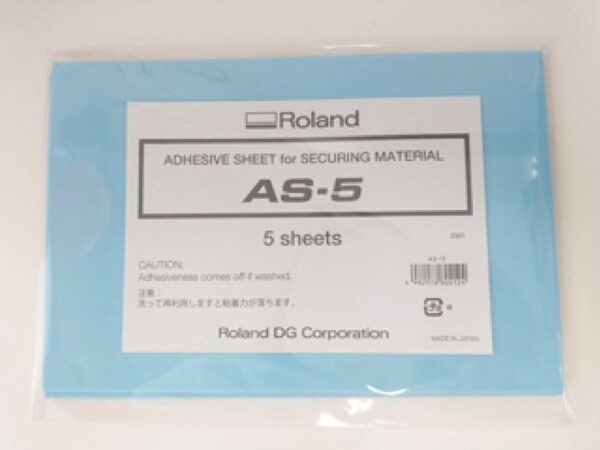 Roland
ADHESIVE SHEET for SECURING MATERIAL
AS-5
5 sheets
CAUTION:
Adhesiveness comes off if washed.
AS-5
注意：
洗って再利用しますと粘着力が落ちます。
Roland DG Corporation
MADE IN JAPAN